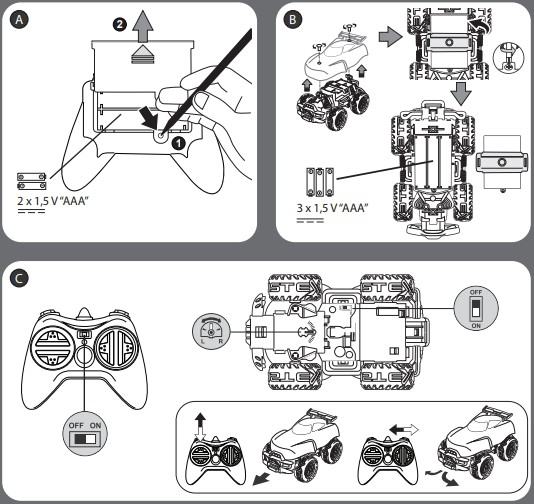 A
2
1
2 x 1,5 V "AAA"
B
3 x 1,5 V "AAA"
C
OFF ON
L R
OFF
ON